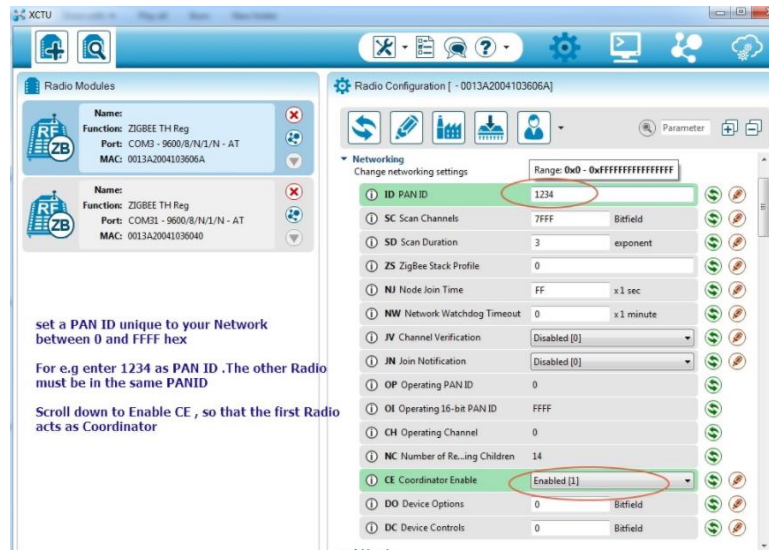 XCTU
Radio Modules
Name:
Function: ZIGBEE TH Reg
Port: COM3 - 9600/8/N/1/N - AT
MAC: 0013A2004103606A
Name:
Function: ZIGBEE TH Reg
Port: COM31 - 9600/8/N/1/N - AT
MAC: 0013A20041036040
set a PAN ID unique to your Network
between 0 and FFFF hex
For e.g enter 1234 as PAN ID .The other Radio
must be in the same PANID
Scroll down to Enable CE , so that the first Radio
acts as Coordinator
Radio Configuration [ - 0013A2004103606A]
Parameter
Networking
Change networking settings
Range: 0x0 - 0xFFFFFFFFFFFFFFFF
ID PAN ID 1234
SC Scan Channels 7FFF Bitfield
SD Scan Duration 3 exponent
ZS ZigBee Stack Profile 0
NJ Node Join Time FF x 1 sec
NW Network Watchdog Timeout 0 x 1 minute
JV Channel Verification Disabled [0]
JN Join Notification Disabled [0]
OP Operating PAN ID 0
OI Operating 16-bit PAN ID FFFF
CH Operating Channel 0
NC Number of Re...ing Children 14
CE Coordinator Enable Enabled [1]
DO Device Options 0 Bitfield
DC Device Controls 0 Bitfield